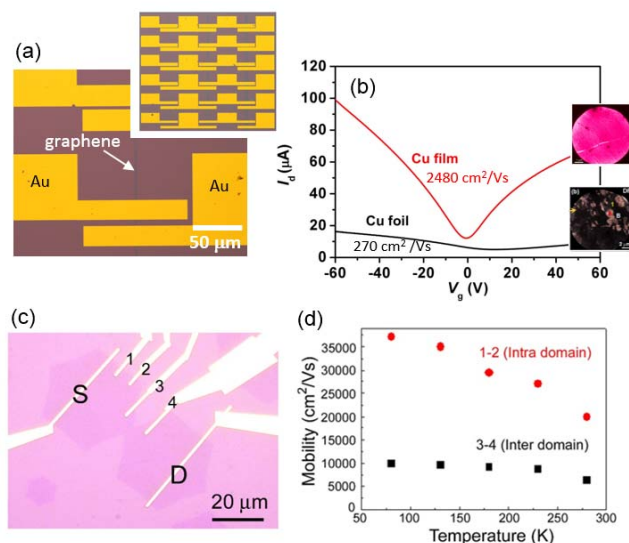 (a)
graphene
Au
Au
50 µm
(b)
120
100
80
60
40
20
0
I_d (µA)
Cu film
2480 cm²/Vs
Cu foil
270 cm²/Vs
-60 -40 -20 0 20 40 60
V_g (V)
(b)
B
(c)
S
1
2
3
4
D
20 µm
(d)
35000
30000
25000
20000
15000
10000
5000
0
Mobility (cm²/Vs)
1-2 (Intra domain)
3-4 (Inter domain)
50 100 150 200 250 300
Temperature (K)